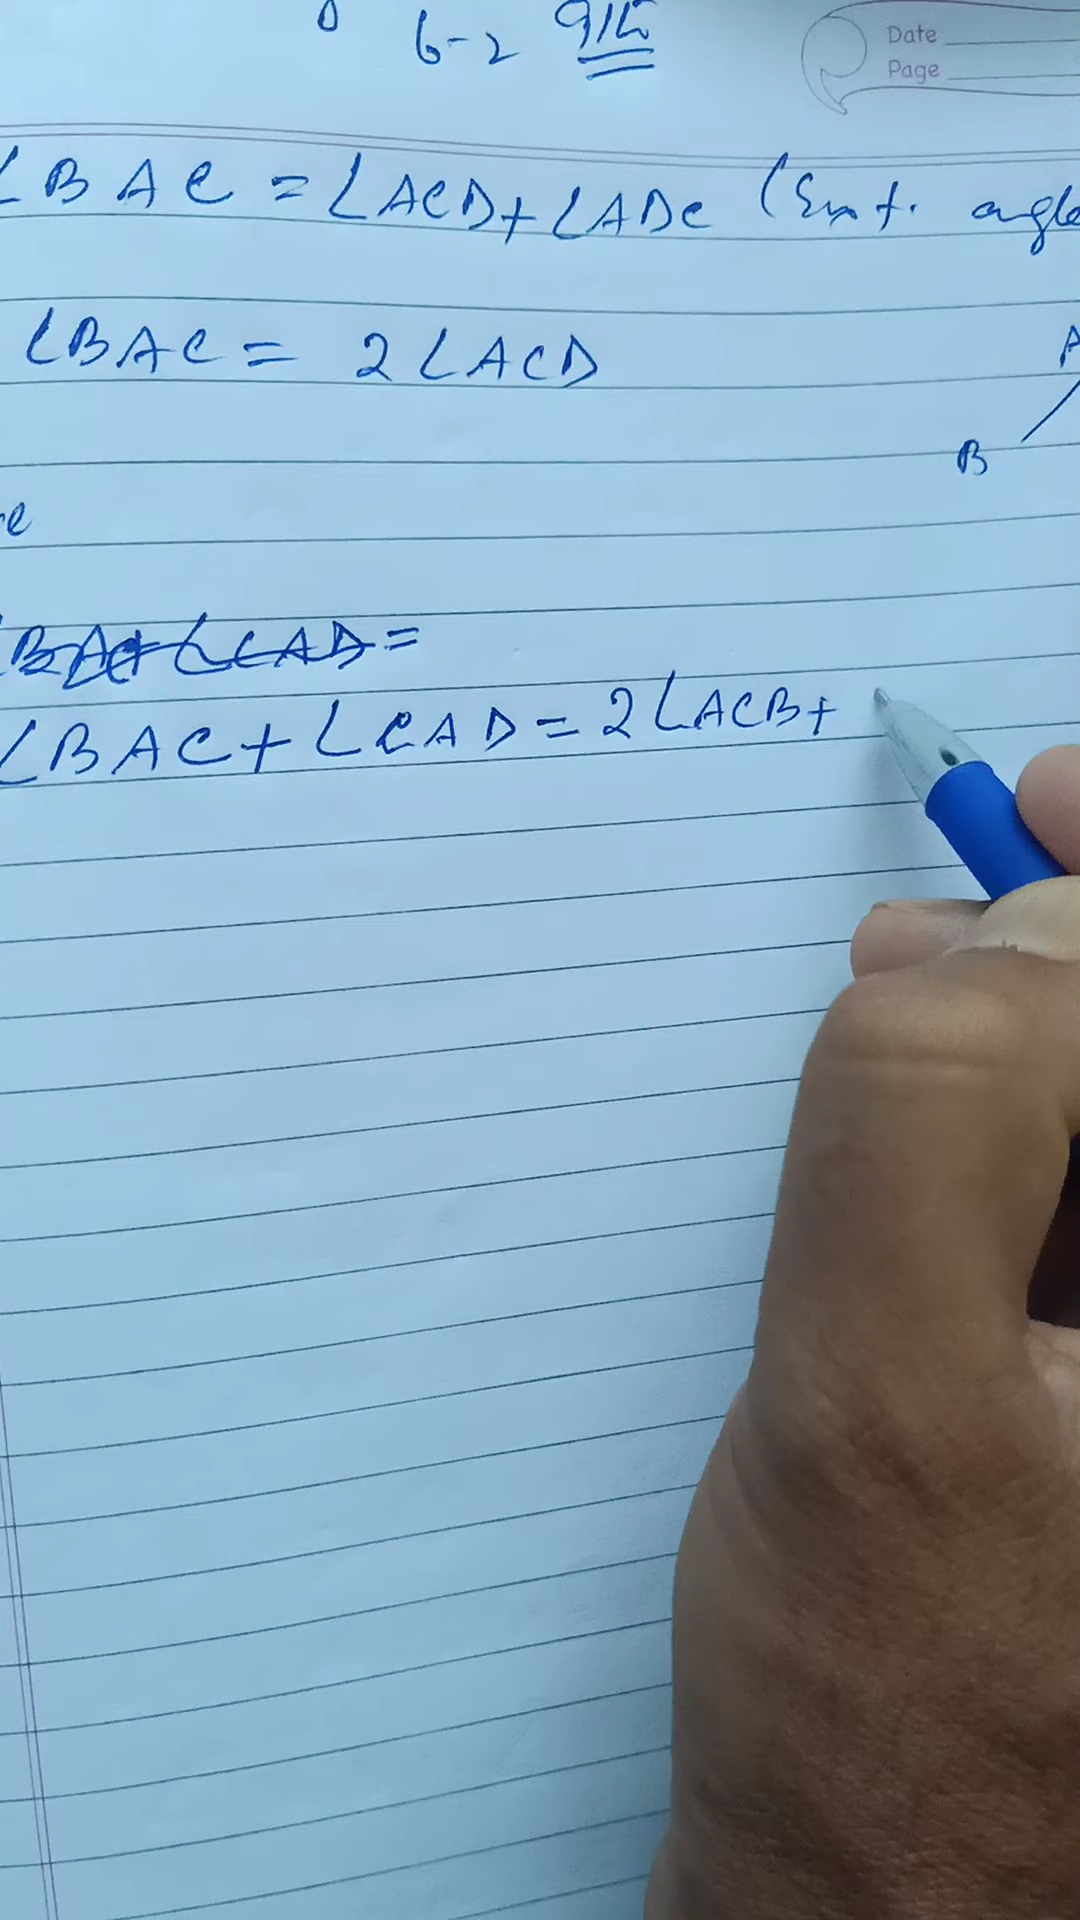 6-2 9th
Date
Page
∠BAC = ∠ACD + ∠ADC (Ext. angle
∠BAC = 2∠ACD
A
B
∠BAC + ∠CAD =
∠BAC + ∠CAD = 2∠ACB +